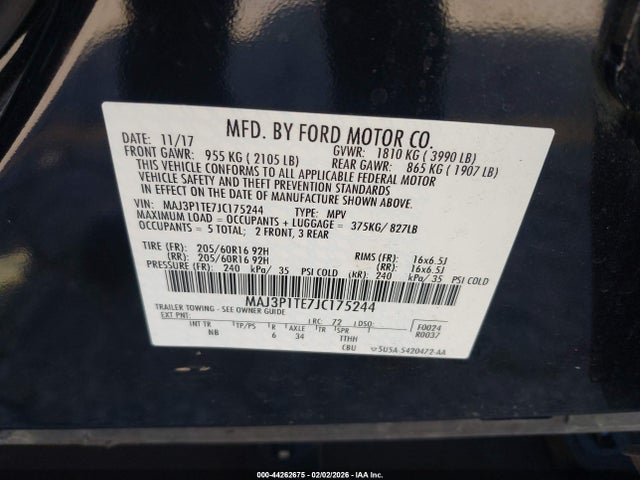 DATE: 11/17 MFD. BY FORD MOTOR CO.
FRONT GAWR: 955 KG ( 2105 LB) GVWR: 1810 KG ( 3990 LB)
REAR GAWR: 865 KG ( 1907 LB)
THIS VEHICLE CONFORMS TO ALL APPLICABLE FEDERAL MOTOR
VEHICLE SAFETY AND THEFT PREVENTION STANDARDS
IN EFFECT ON THE DATE OF MANUFACTURE SHOWN ABOVE.
VIN: MAJ3P1TE7JC175244 TYPE: MPV
MAXIMUM LOAD = OCCUPANTS + LUGGAGE = 375KG/ 827LB
OCCUPANTS = 5 TOTAL; 2 FRONT, 3 REAR
TIRE (FR): 205/60R16 92H RIMS (FR): 16x6.5J
(RR): 205/60R16 92H (RR): 16x6.5J
PRESSURE (FR): 240 kPa/ 35 PSI COLD (RR): 240 kPa/ 35 PSI COLD
MAJ3P1TE7JC175244
TRAILER TOWING - SEE OWNER GUIDE
EXT PNT: RC: 72 DSO: F0024
R0037
INT TR TP/PS R AXLE TR SPR
NB 6 34 TTHH
CBU 5U5A 5420472-AA
000-44262675 - 02/02/2026 - IAA Inc.